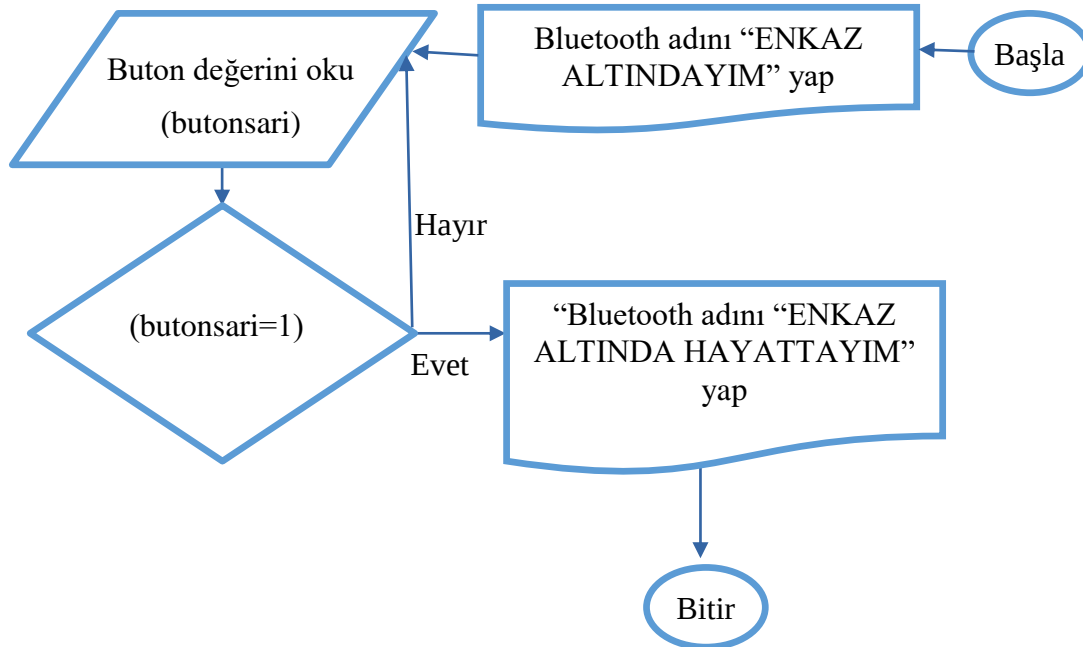 Başla
Bluetooth adını “ENKAZ
ALTINDAYIM” yap
Buton değerini oku
(butonsari)
Hayır
(butonsari=1)
Evet
“Bluetooth adını “ENKAZ
ALTINDA HAYATTAYIM”
yap
Bitir